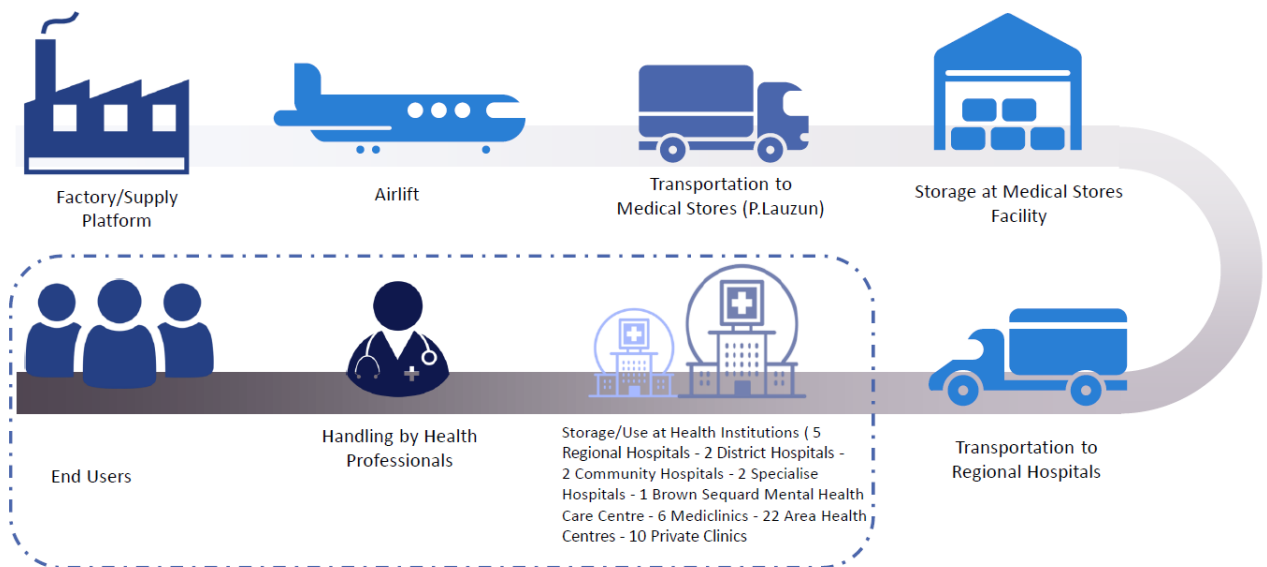 Factory/Supply
Platform
Airlift
Transportation to
Medical Stores (P.Lauzun)
Storage at Medical Stores
Facility
Transportation to
Regional Hospitals
Storage/Use at Health Institutions ( 5
Regional Hospitals - 2 District Hospitals -
2 Community Hospitals - 2 Specialise
Hospitals - 1 Brown Sequard Mental Health
Care Centre - 6 Mediclinics - 22 Area Health
Centres - 10 Private Clinics
Handling by Health
Professionals
End Users